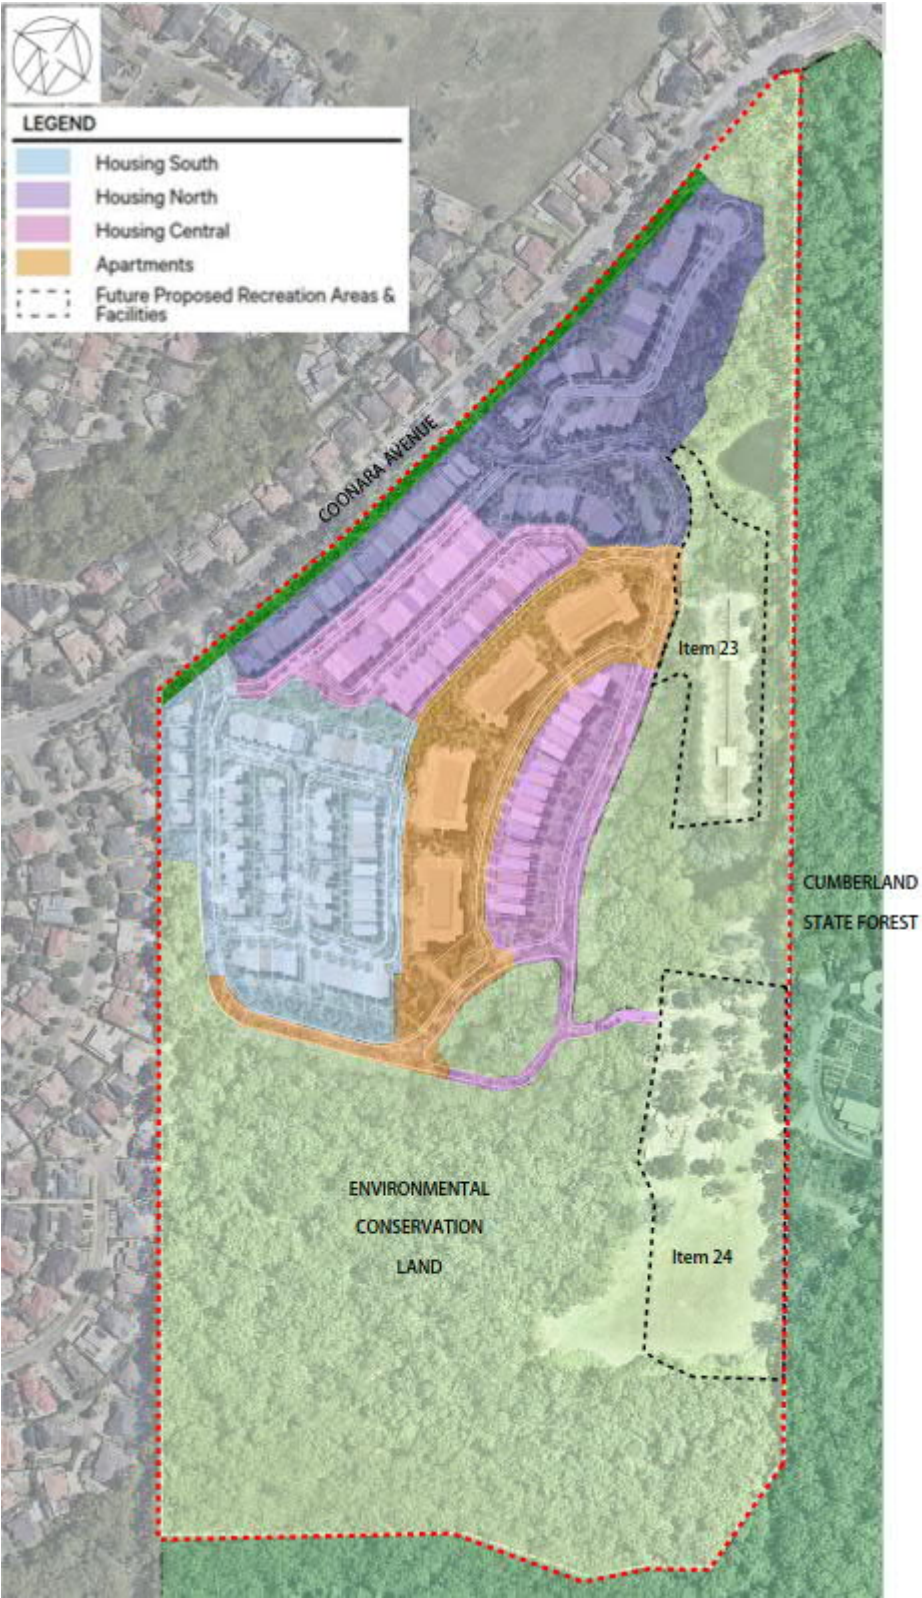 LEGEND
Housing South
Housing North
Housing Central
Apartments
Future Proposed Recreation Areas &
Facilities
COONARA AVENUE
Item 23
CUMBERLAND
STATE FOREST
ENVIRONMENTAL
CONSERVATION
LAND
Item 24